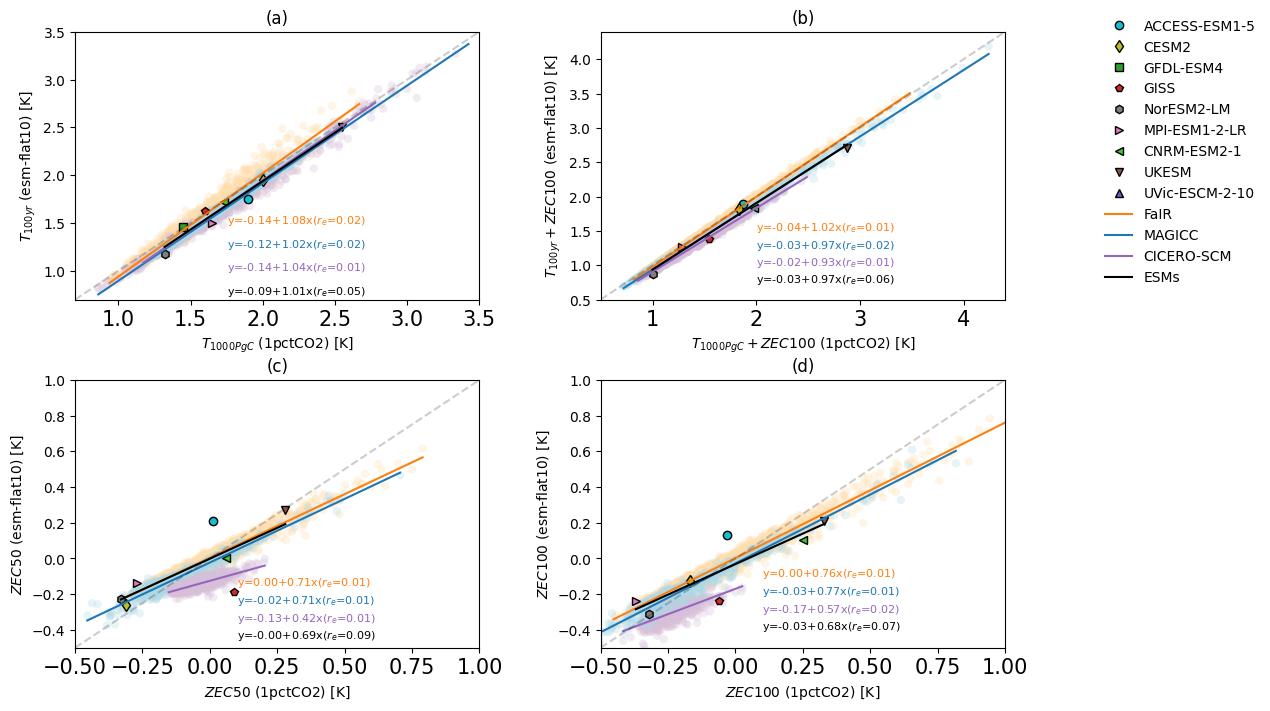 (a)
3.5
3.0
2.5
2.0
1.5
1.0
T100yr (esm-flat10) [K]
y=-0.14+1.08x(re=0.02)
y=-0.12+1.02x(re=0.02)
y=-0.14+1.04x(re=0.01)
y=-0.09+1.01x(re=0.05)
1.0 1.5 2.0 2.5 3.0 3.5
T1000PgC (1pctCO2) [K]
(b)
4.0
3.5
3.0
2.5
2.0
1.5
1.0
0.5
T100yr + ZEC100 (esm-flat10) [K]
y=-0.04+1.02x(re=0.01)
y=-0.03+0.97x(re=0.02)
y=-0.02+0.93x(re=0.01)
y=-0.03+0.97x(re=0.06)
1 2 3 4
T1000PgC + ZEC100 (1pctCO2) [K]
ACCESS-ESM1-5
CESM2
GFDL-ESM4
GISS
NorESM2-LM
MPI-ESM1-2-LR
CNRM-ESM2-1
UKESM
UVic-ESCM-2-10
FaIR
MAGICC
CICERO-SCM
ESMs
(c)
1.0
0.8
0.6
0.4
0.2
0.0
−0.2
−0.4
ZEC50 (esm-flat10) [K]
y=0.00+0.71x(re=0.01)
y=-0.02+0.71x(re=0.01)
y=-0.13+0.42x(re=0.01)
y=-0.00+0.69x(re=0.09)
−0.50 −0.25 0.00 0.25 0.50 0.75 1.00
ZEC50 (1pctCO2) [K]
(d)
1.0
0.8
0.6
0.4
0.2
0.0
−0.2
−0.4
ZEC100 (esm-flat10) [K]
y=0.00+0.76x(re=0.01)
y=-0.03+0.77x(re=0.01)
y=-0.17+0.57x(re=0.02)
y=-0.03+0.68x(re=0.07)
−0.50 −0.25 0.00 0.25 0.50 0.75 1.00
ZEC100 (1pctCO2) [K]